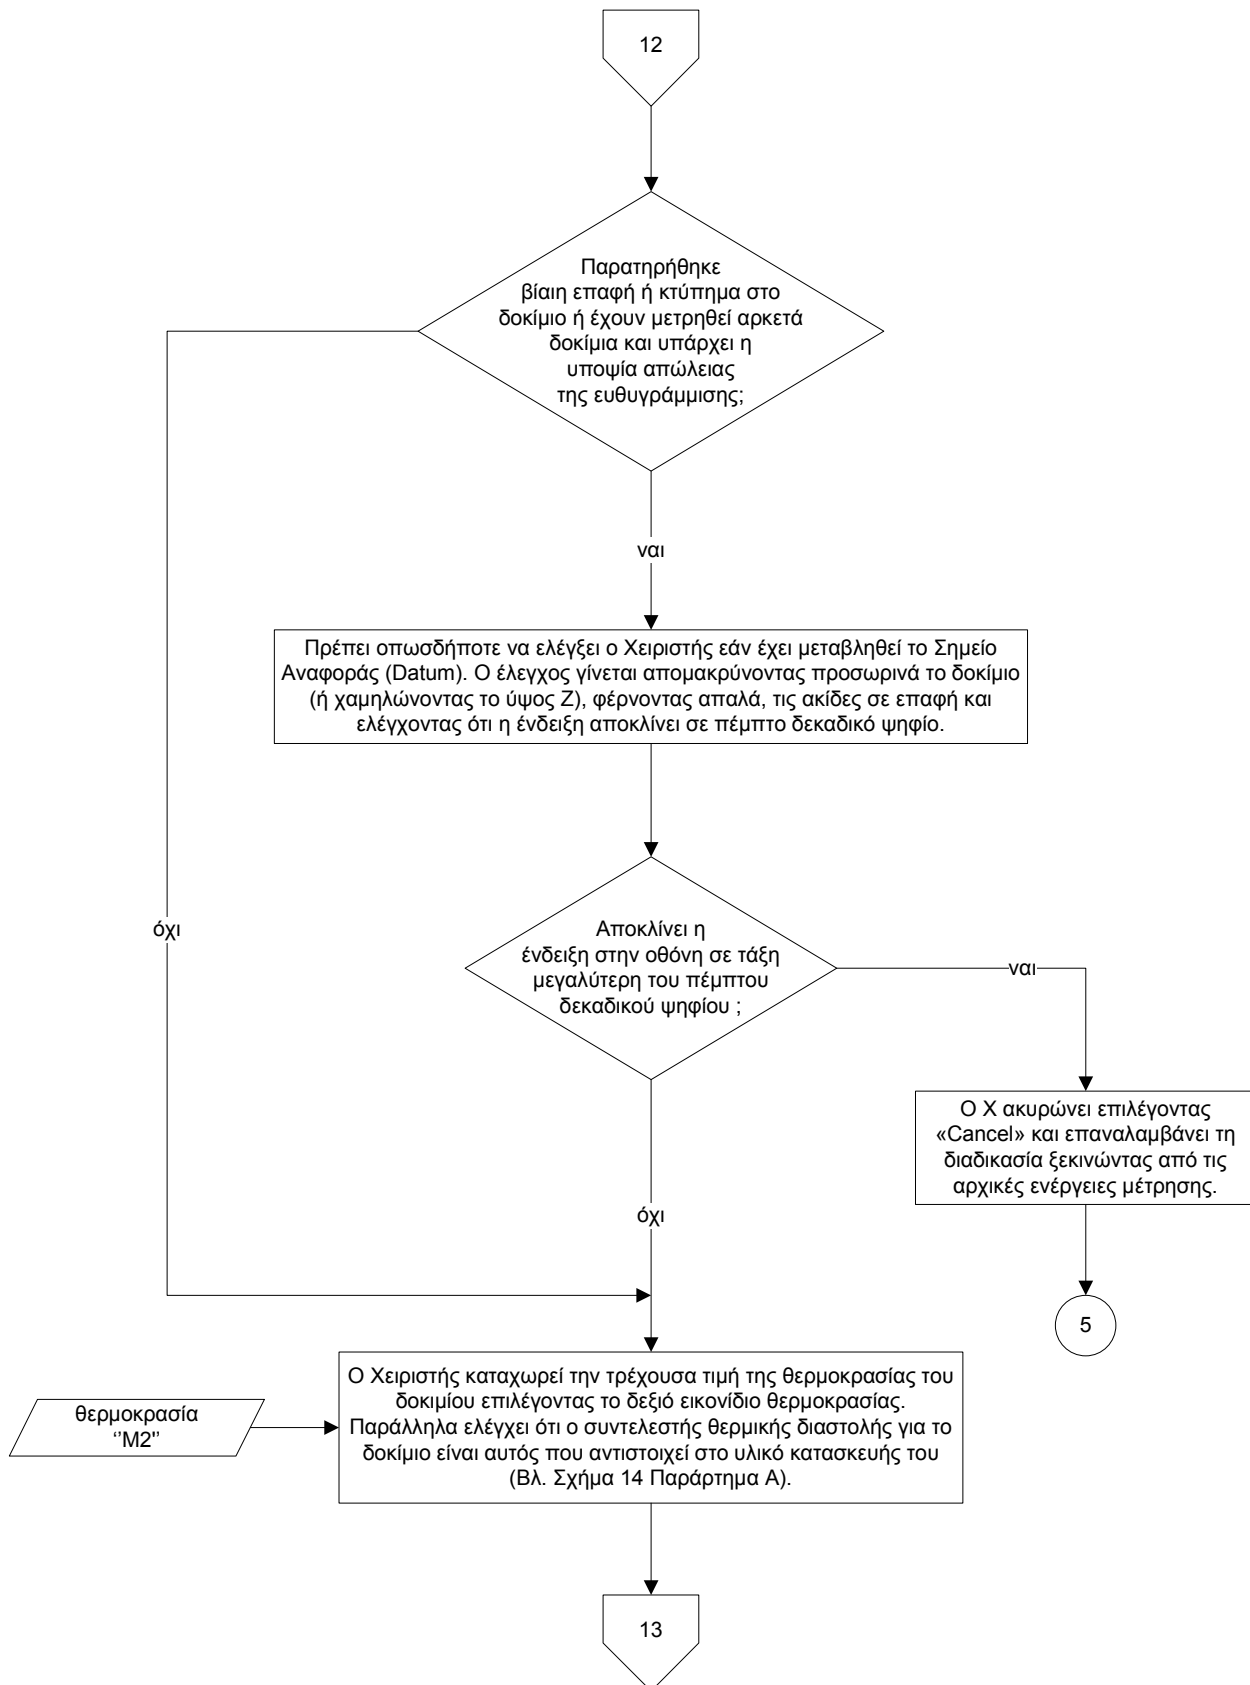 12
Παρατηρήθηκε
βίαιη επαφή ή κτύπημα στο
δοκίμιο ή έχουν μετρηθεί αρκετά
δοκίμια και υπάρχει η
υποψία απώλειας
της ευθυγράμμισης;
ναι
Πρέπει οπωσδήποτε να ελέγξει ο Χειριστής εάν έχει μεταβληθεί το Σημείο
Αναφοράς (Datum). Ο έλεγχος γίνεται απομακρύνοντας προσωρινά το δοκίμιο
(ή χαμηλώνοντας το ύψος Ζ), φέρνοντας απαλά, τις ακίδες σε επαφή και
ελέγχοντας ότι η ένδειξη αποκλίνει σε πέμπτο δεκαδικό ψηφίο.
όχι
Αποκλίνει η
ένδειξη στην οθόνη σε τάξη
μεγαλύτερη του πέμπτου
δεκαδικού ψηφίου ;
ναι
Ο Χ ακυρώνει επιλέγοντας
«Cancel» και επαναλαμβάνει τη
διαδικασία ξεκινώντας από τις
αρχικές ενέργειες μέτρησης.
όχι
5
θερμοκρασία
‘’Μ2’’
Ο Χειριστής καταχωρεί την τρέχουσα τιμή της θερμοκρασίας του
δοκιμίου επιλέγοντας το δεξιό εικονίδιο θερμοκρασίας.
Παράλληλα ελέγχει ότι ο συντελεστής θερμικής διαστολής για το
δοκίμιο είναι αυτός που αντιστοιχεί στο υλικό κατασκευής του
(Βλ. Σχήμα 14 Παράρτημα Α).
13